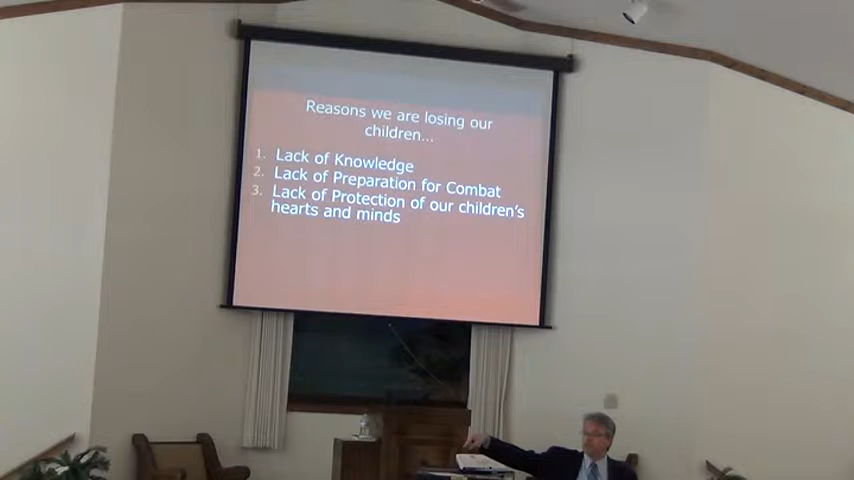 Reasons we are losing our
children...
1. Lack of Knowledge
2. Lack of Preparation for Combat
3. Lack of Protection of our children's
hearts and minds